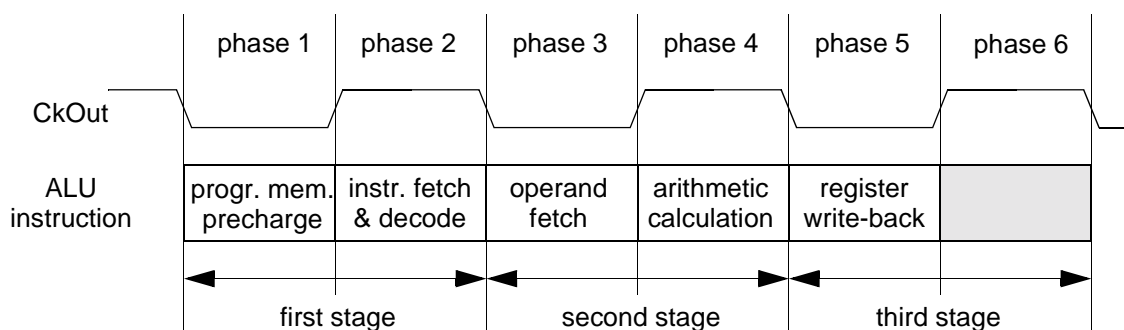 phase 1 phase 2 phase 3 phase 4 phase 5 phase 6
CkOut
ALU
instruction
progr. mem.
precharge
instr. fetch
& decode
operand
fetch
arithmetic
calculation
register
write-back
first stage second stage third stage